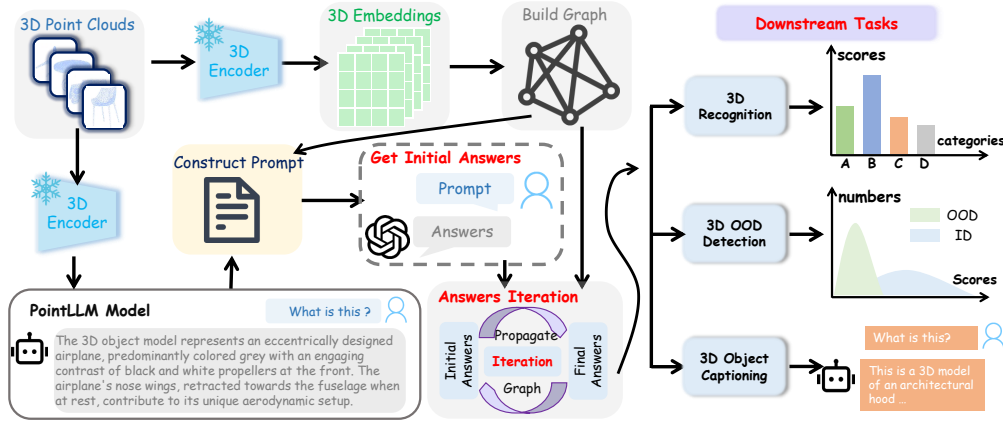 3D Point Clouds
3D
Encoder
3D Embeddings
Build Graph
3D
Encoder
Construct Prompt
Get Initial Answers
Prompt
Answers
PointLLM Model
What is this ?
The 3D object model represents an eccentrically designed
airplane, predominantly colored grey with an engaging
contrast of black and white propellers at the front. The
airplane's nose wings, retracted towards the fuselage when
at rest, contribute to its unique aerodynamic setup.
Answers Iteration
Initial
Answers
Propagate
Iteration
Graph
Final
Answers
Downstream Tasks
3D
Recognition
scores
categories
A B C D
3D OOD
Detection
numbers
OOD
ID
Scores
3D Object
Captioning
What is this?
This is a 3D model
of an architectural
hood ...